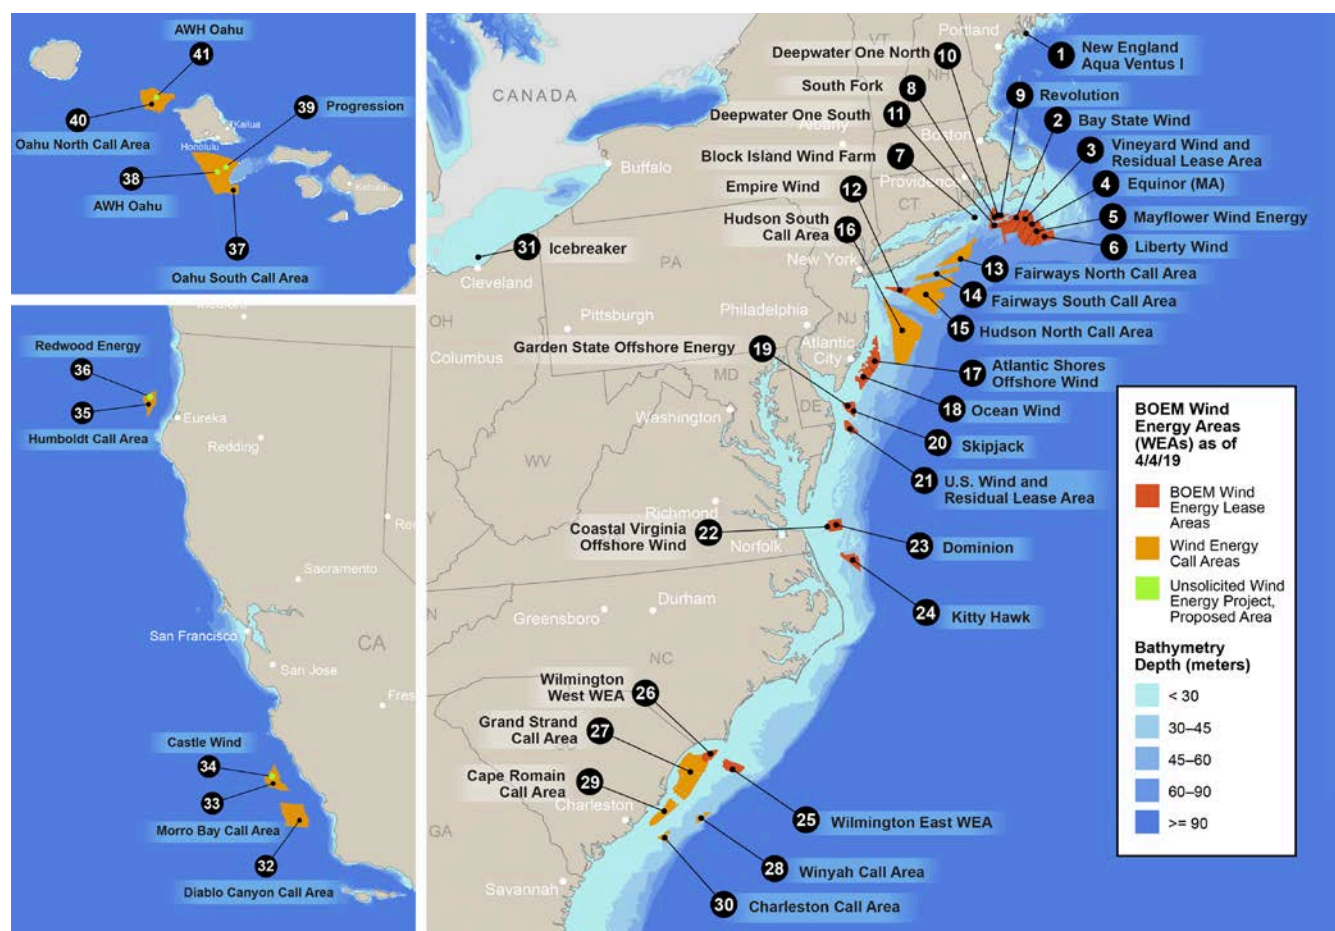 AWH Oahu
41
39
Progression
40
Kailua
Oahu North Call Area
Honolulu
38
AWH Oahu
37
Oahu South Call Area
Redwood Energy
36
35
Eureka
Humboldt Call Area
Redding
Sacramento
San Francisco
CA
San Jose
Fres
Castle Wind
34
33
Morro Bay Call Area
32
Diablo Canyon Call Area
Portland
1
New England
Aqua Ventus I
Deepwater One North
10
VT
NH
South Fork
8
9
Revolution
CANADA
Deepwater One South
11
2
Bay State Wind
Albany
Boston
3
Vineyard Wind and
Residual Lease Area
Block Island Wind Farm
7
Buffalo
Providence
4
Equinor (MA)
Empire Wind
12
CT
5
Mayflower Wind Energy
Hudson South
Call Area
16
6
Liberty Wind
31
Icebreaker
New York
PA
13
Fairways North Call Area
Cleveland
14
Fairways South Call Area
OH
Pittsburgh
Philadelphia
NJ
15
Hudson North Call Area
Columbus
Garden State Offshore Energy
19
Atlantic
City
17
Atlantic Shores
Offshore Wind
MD
DE
18
Ocean Wind
Washington
20
Skipjack
WV
21
U.S. Wind and
Residual Lease Area
Richmond
Coastal Virginia
Offshore Wind
22
Norfolk
23
Dominion
24
Kitty Hawk
Durham
Greensboro
NC
Wilmington
West WEA
26
Grand Strand
Call Area
27
Cape Romain
Call Area
29
Charleston
GA
25
Wilmington East WEA
28
Winyah Call Area
Savannah
30
Charleston Call Area
BOEM Wind
Energy Areas
(WEAs) as of
4/4/19
BOEM Wind
Energy Lease
Areas
Wind Energy
Call Areas
Unsolicited Wind
Energy Project,
Proposed Area
Bathymetry
Depth (meters)
< 30
30–45
45–60
60–90
>= 90